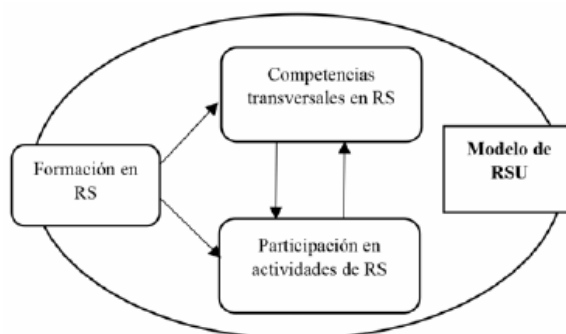 Competencias
transversales en RS
Formación en
RS
Modelo de
RSU
Participación en
actividades de RS